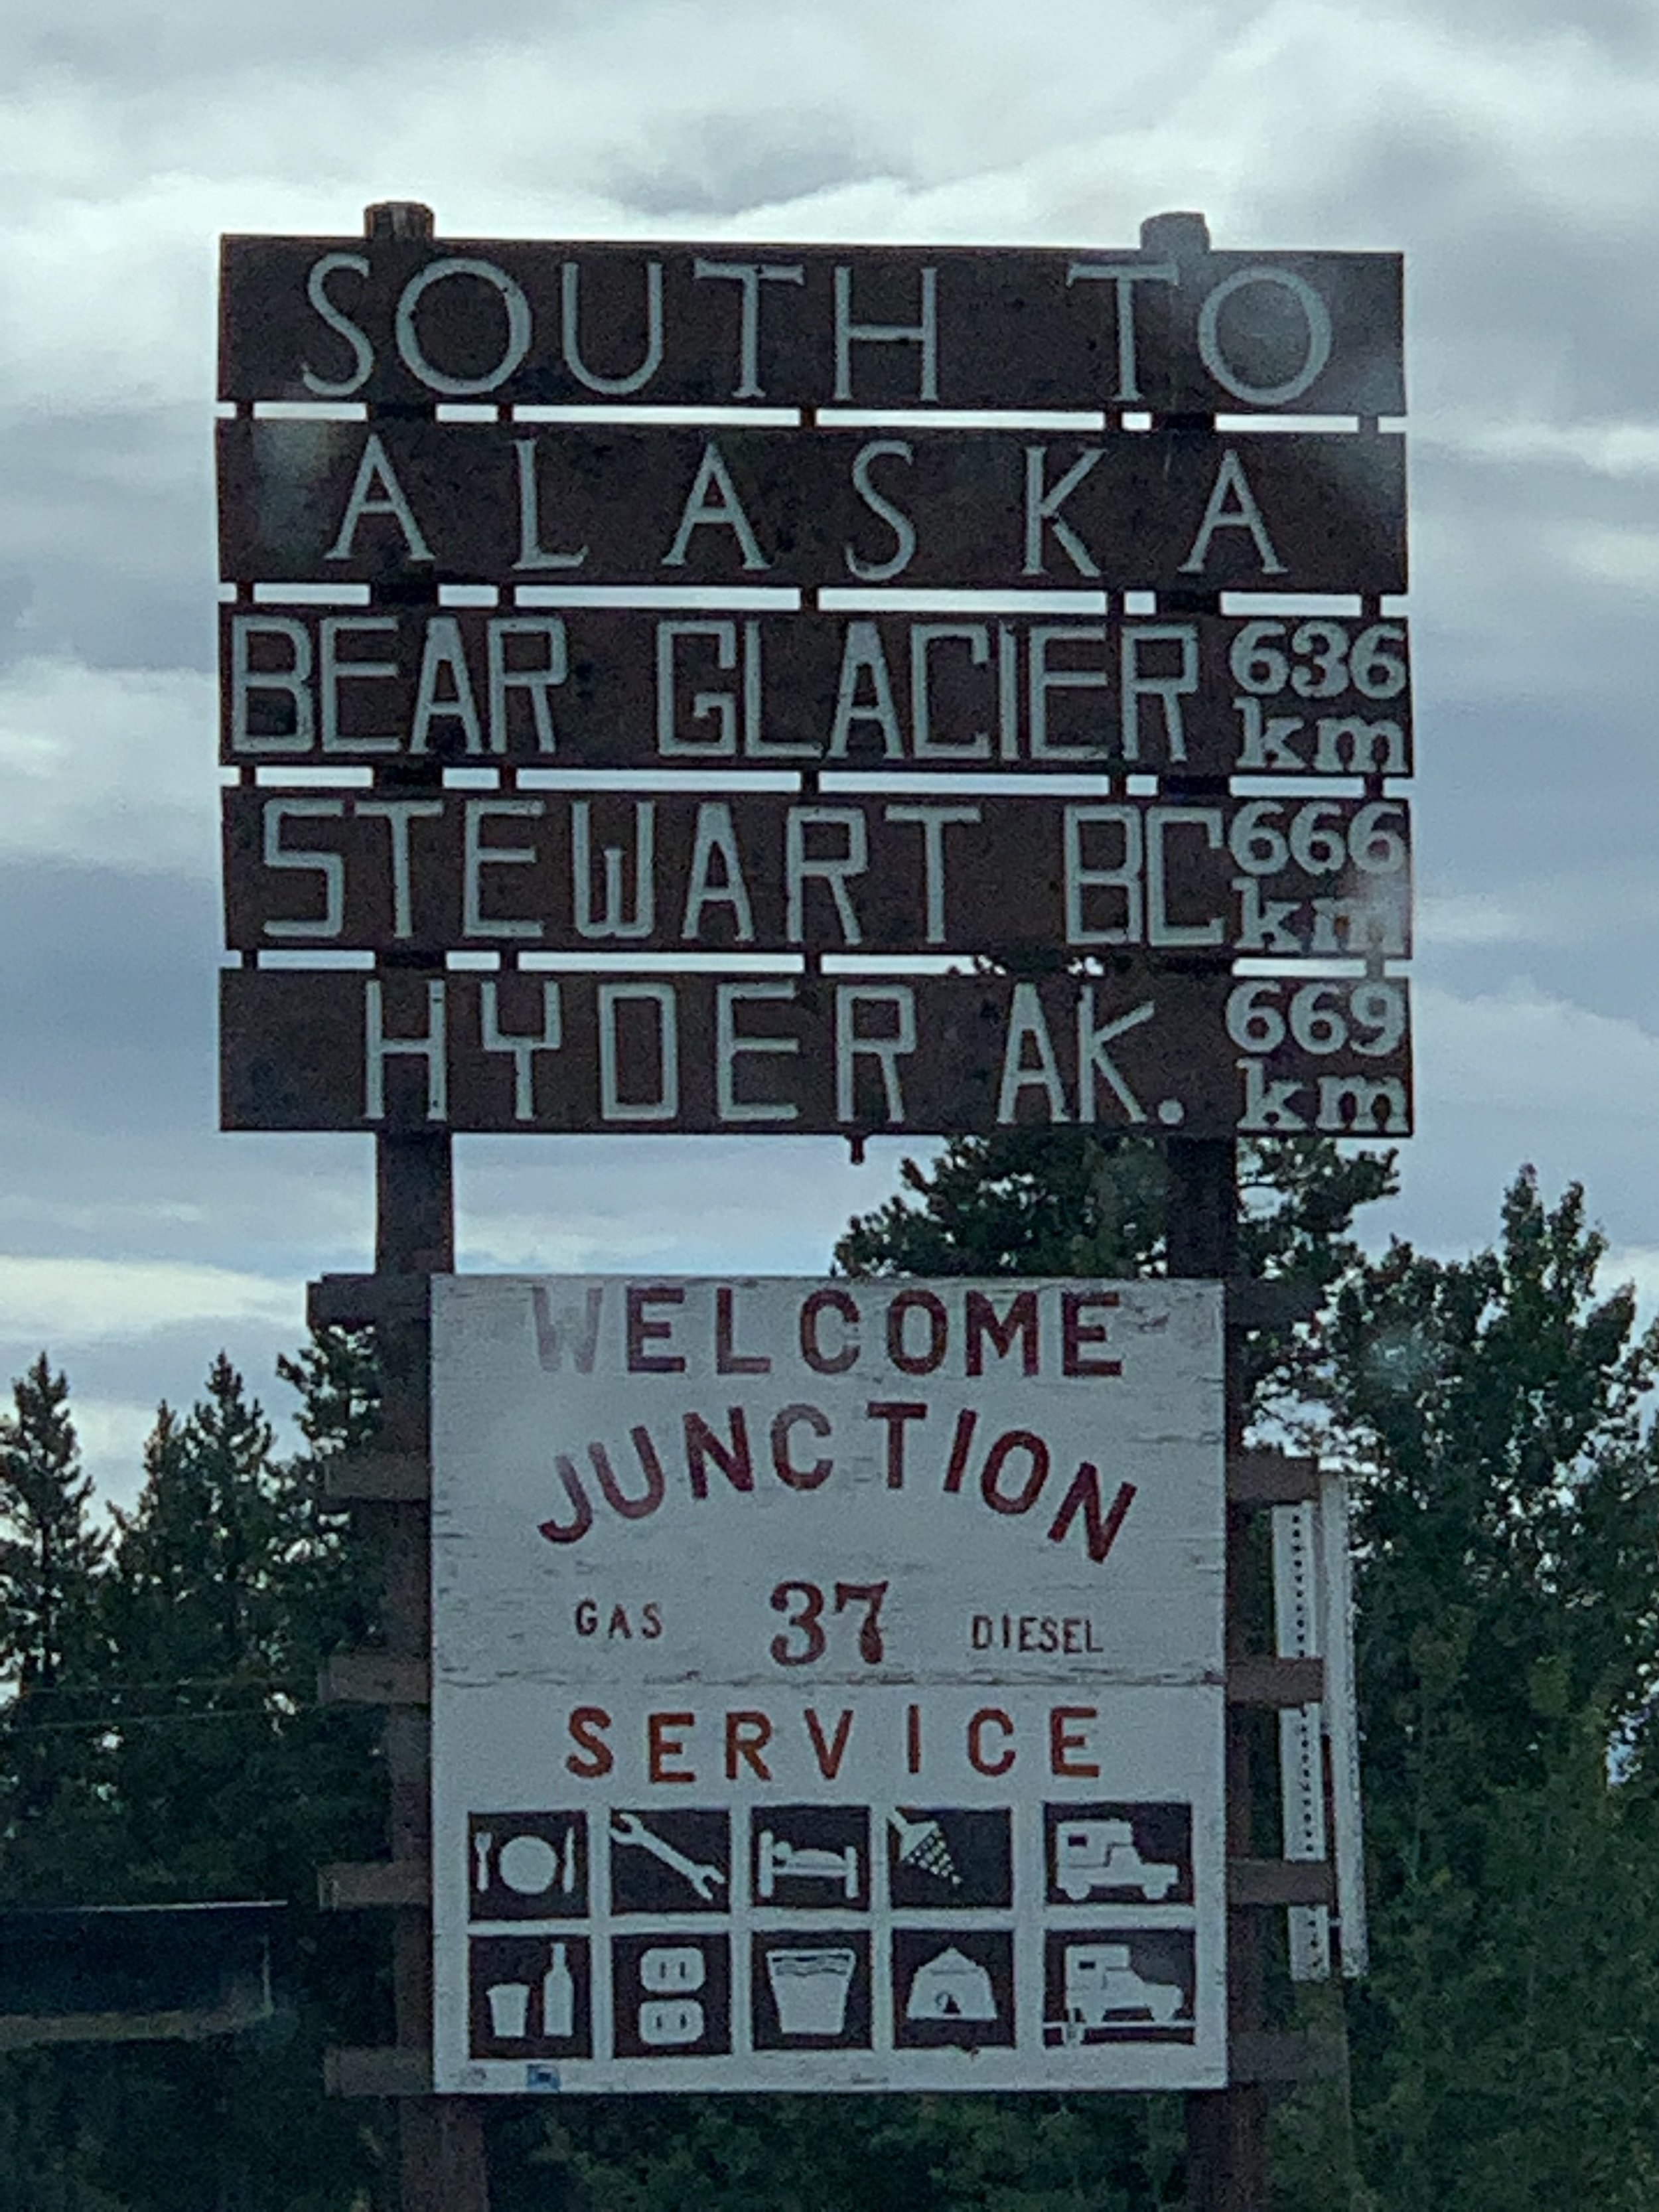 SOUTH TO
ALASKA
BEAR GLACIER 636 km
STEWART BC 666 km
HYDER AK. 669 km
WELCOME
JUNCTION
GAS 37 DIESEL
SERVICE